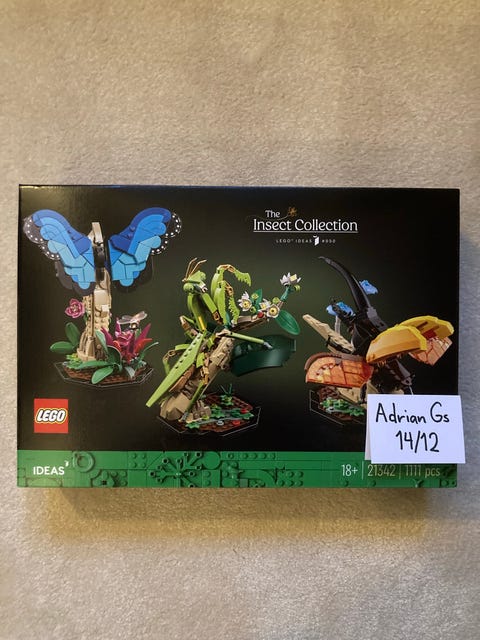 The
Insect Collection
LEGO® IDEAS #050
LEGO
Adrian Gs
14/12
IDEAS
18+ 21342 1111 pcs